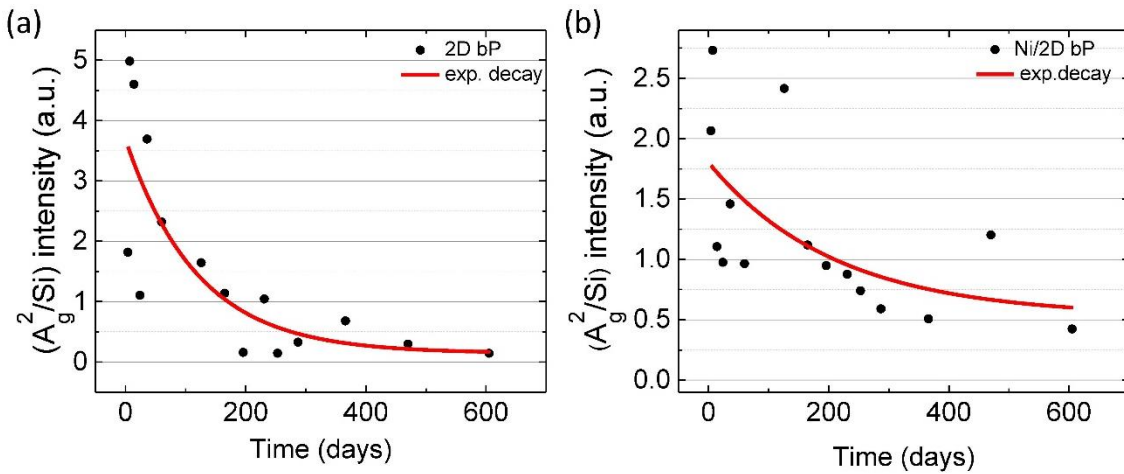 (a)
2D bP
exp. decay
(A²g/Si) intensity (a.u.)
5
4
3
2
1
0
0 200 400 600
Time (days)
(b)
Ni/2D bP
exp.decay
(A²g/Si) intensity (a.u.)
2.5
2.0
1.5
1.0
0.5
0.0
0 200 400 600
Time (days)